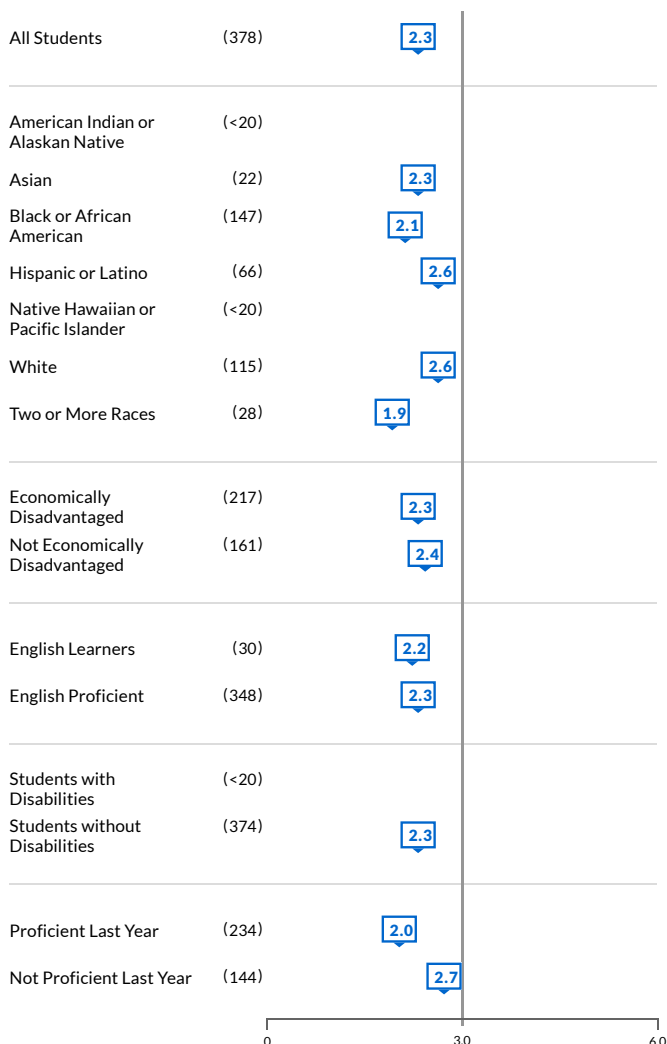 All Students (378) 2.3
American Indian or (<20)
Alaskan Native
Asian (22) 2.3
Black or African (147) 2.1
American
Hispanic or Latino (66) 2.6
Native Hawaiian or (<20)
Pacific Islander
White (115) 2.6
Two or More Races (28) 1.9
Economically (217) 2.3
Disadvantaged
Not Economically (161) 2.4
Disadvantaged
English Learners (30) 2.2
English Proficient (348) 2.3
Students with (<20)
Disabilities
Students without (374) 2.3
Disabilities
Proficient Last Year (234) 2.0
Not Proficient Last Year (144) 2.7
0 3.0 6.0